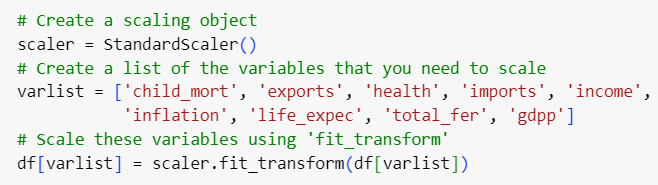 # Create a scaling object
scaler = StandardScaler()
# Create a list of the variables that you need to scale
varlist = ['child_mort', 'exports', 'health', 'imports', 'income',
           'inflation', 'life_expec', 'total_fer', 'gdpp']
# Scale these variables using 'fit_transform'
df[varlist] = scaler.fit_transform(df[varlist])